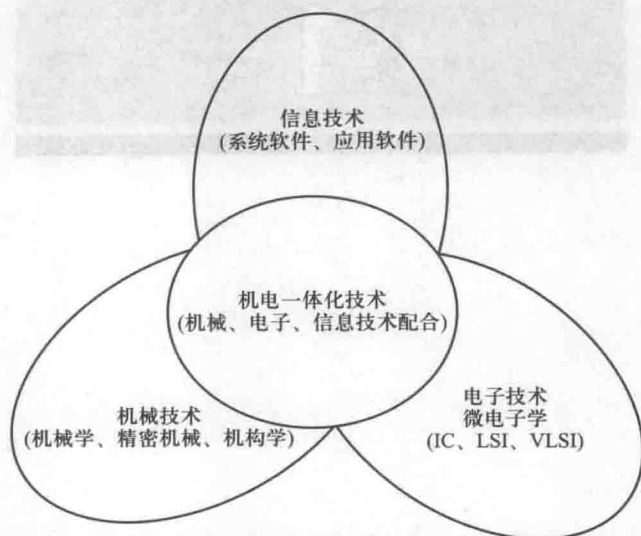 信息技术
(系统软件、应用软件)
机电一体化技术
(机械、电子、信息技术配合)
机械技术
(机械学、精密机械、机构学)
电子技术
微电子学
(IC、LSI、VLSI)